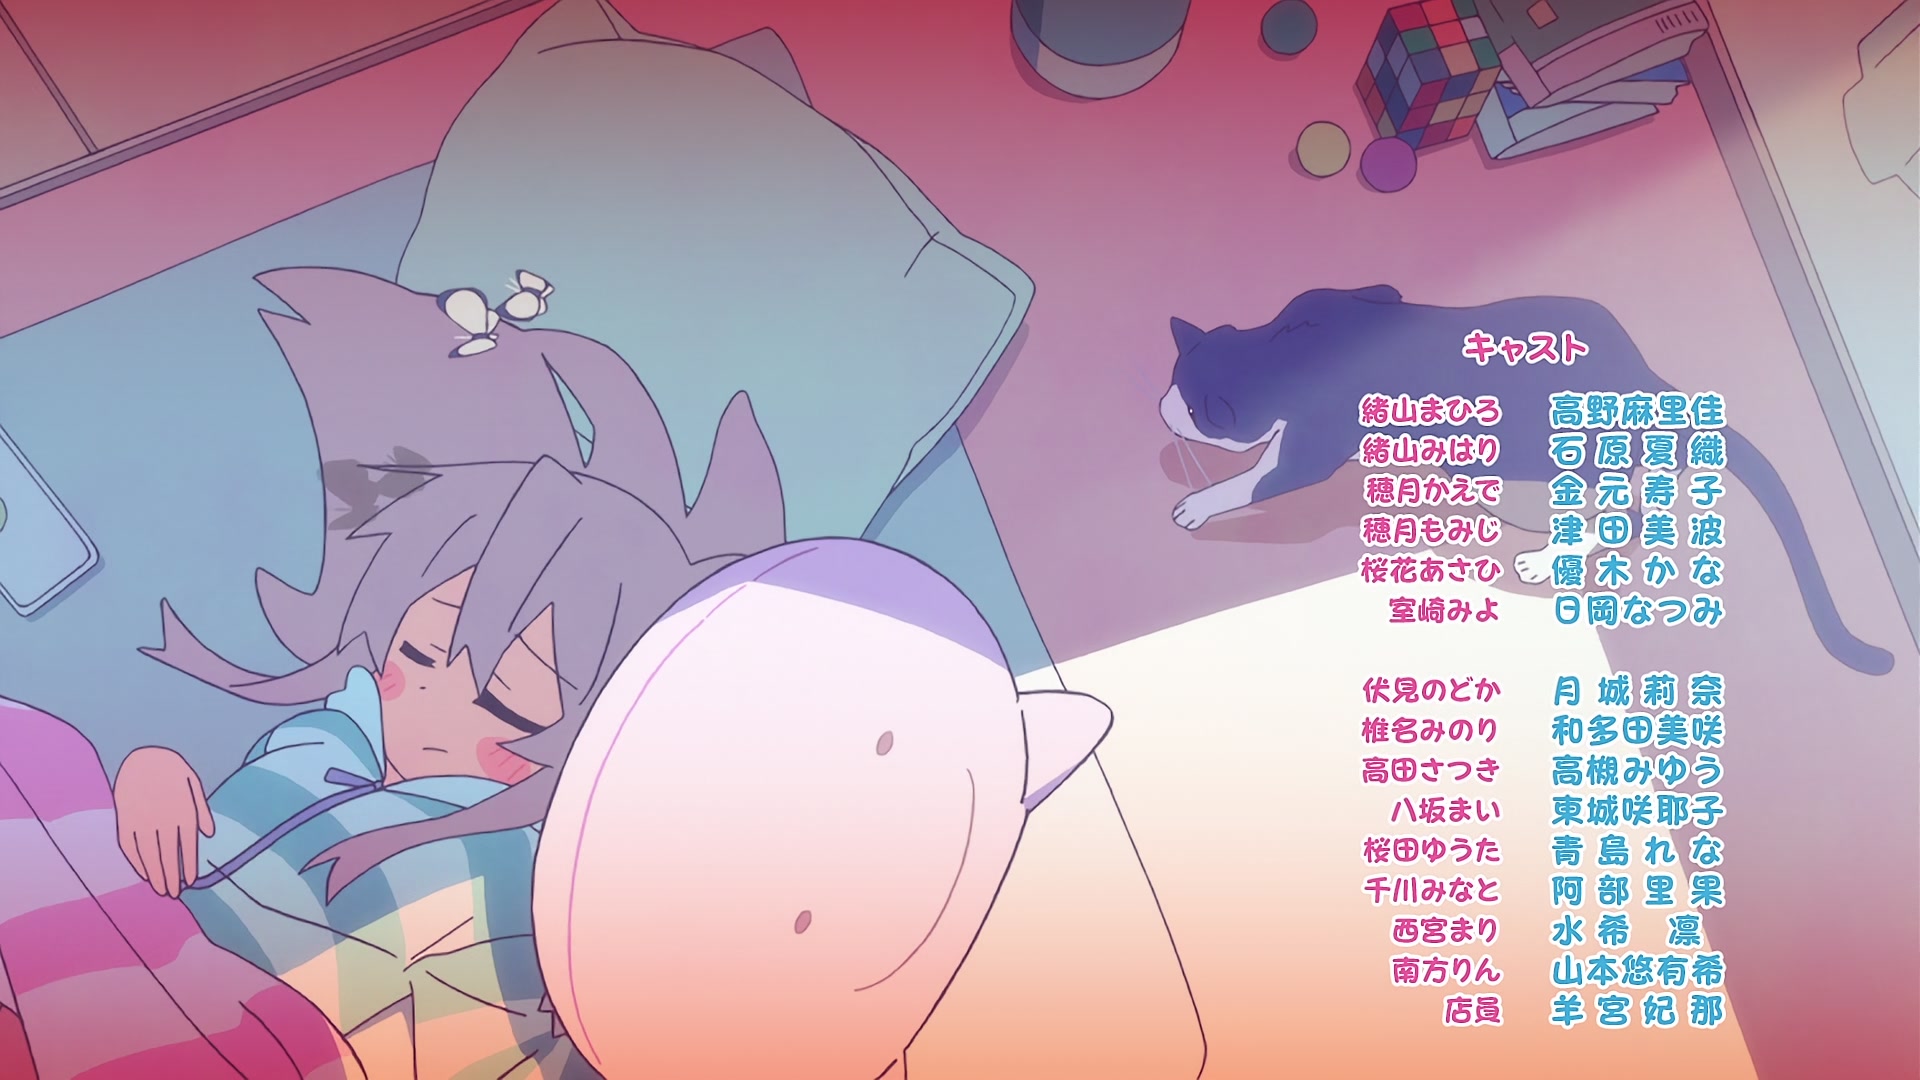 キャスト
緒山まひろ 高野麻里佳
緒山みはり 石原夏織
穂月かえで 金元寿子
穂月もみじ 津田美波
桜花あさひ 優木かな
室崎みよ 日岡なつみ
伏見のどか 月城莉奈
椎名みのり 和多田美咲
高田さつき 高槻みゆう
八坂まい 東城咲耶子
桜田ゆうた 青島れな
千川みなと 阿部里果
西宮まり 水希 凛
南方りん 山本悠有希
店員 羊宮妃那